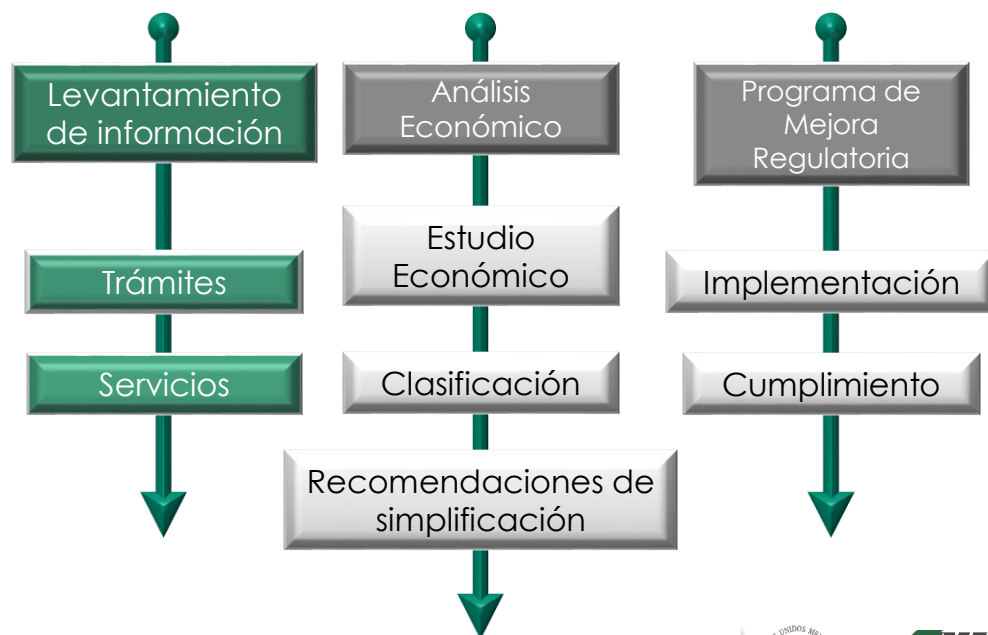 Levantamiento
de información
Trámites
Servicios
Análisis
Económico
Estudio
Económico
Clasificación
Recomendaciones de
simplificación
Programa de
Mejora
Regulatoria
Implementación
Cumplimiento
UNIDOS